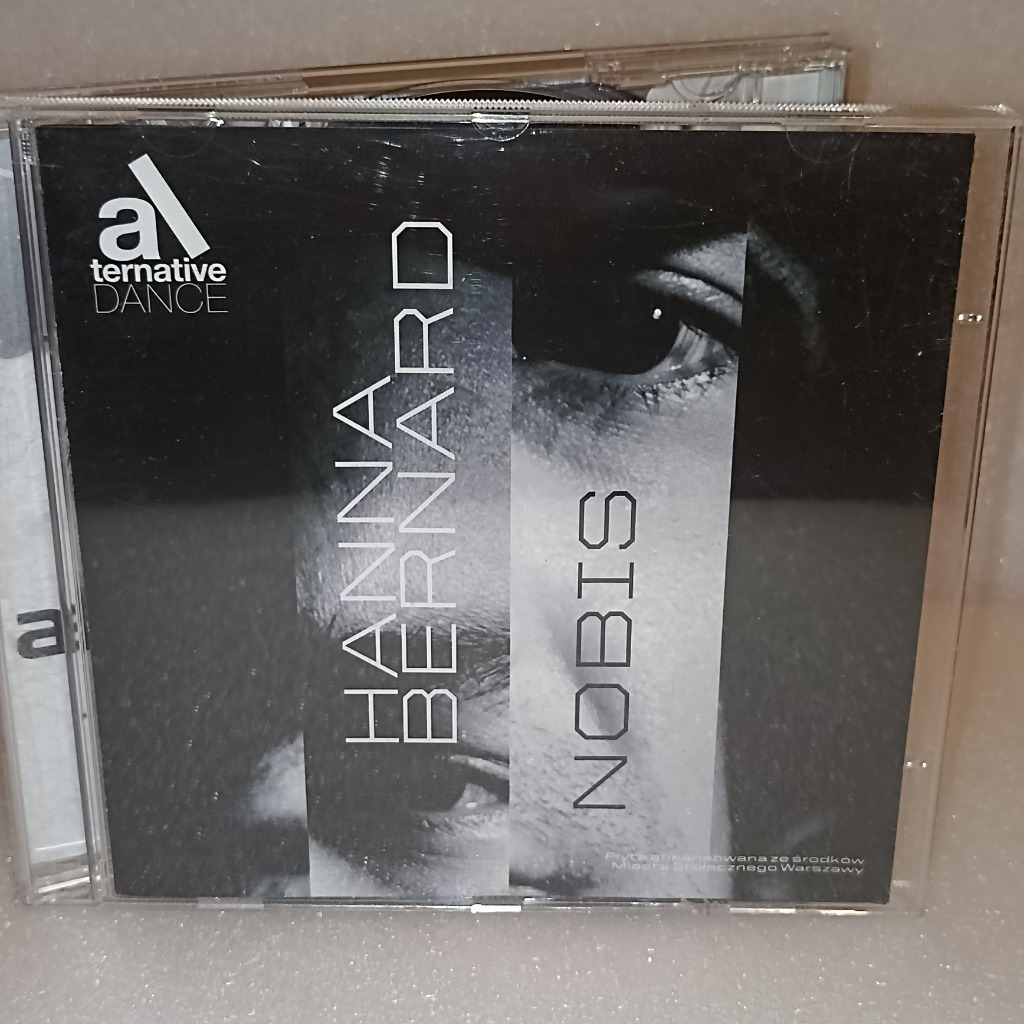 al
ternative
DANCE
HANNA
BERNARD
NOBIS
Płyta sfinansowana ze środków
Miasta Stołecznego Warszawy
a